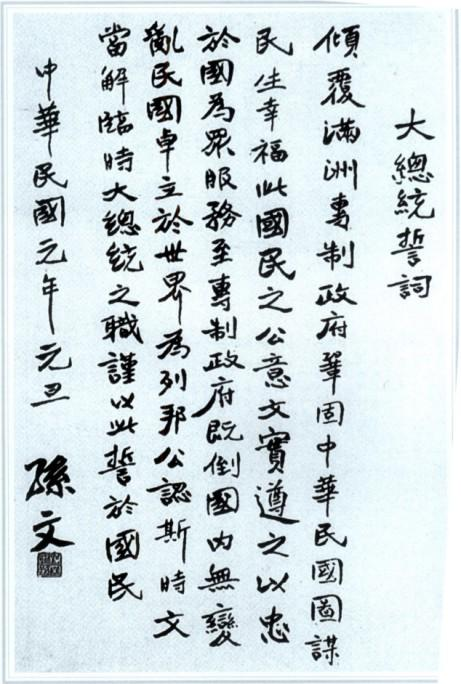 大總統誓詞
傾覆滿洲專制政府鞏固中華民國圖謀
民生幸福此國民之公意文實遵之以忠
於國為眾服務至專制政府既倒國內無變
亂民國卓立於世界為列邦公認斯時文
當解臨時大總統之職謹以此誓於國民
中華民國元年元旦
孫文